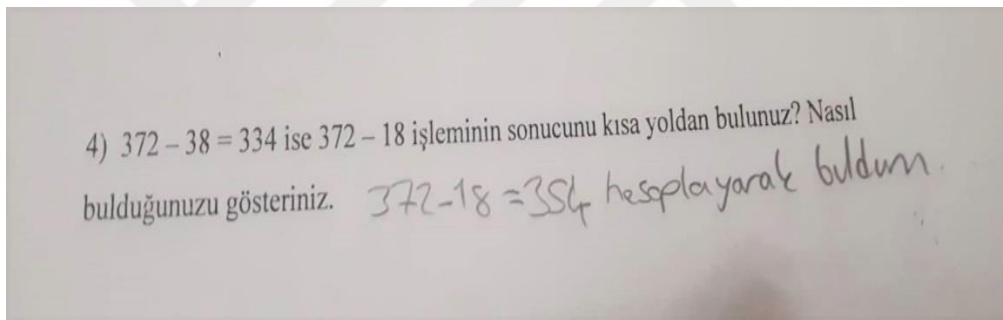 4) 372 – 38 = 334 ise 372 – 18 işleminin sonucunu kısa yoldan bulunuz? Nasıl
bulduğunuzu gösteriniz. 372-18=354 hesaplayarak buldum.